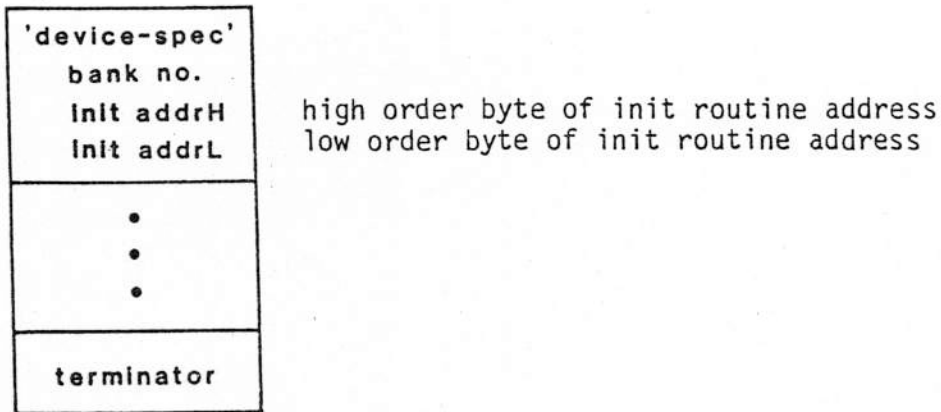 'device-spec'
bank no.
Init addrH high order byte of init routine address
Init addrL low order byte of init routine address
•
•
•
terminator